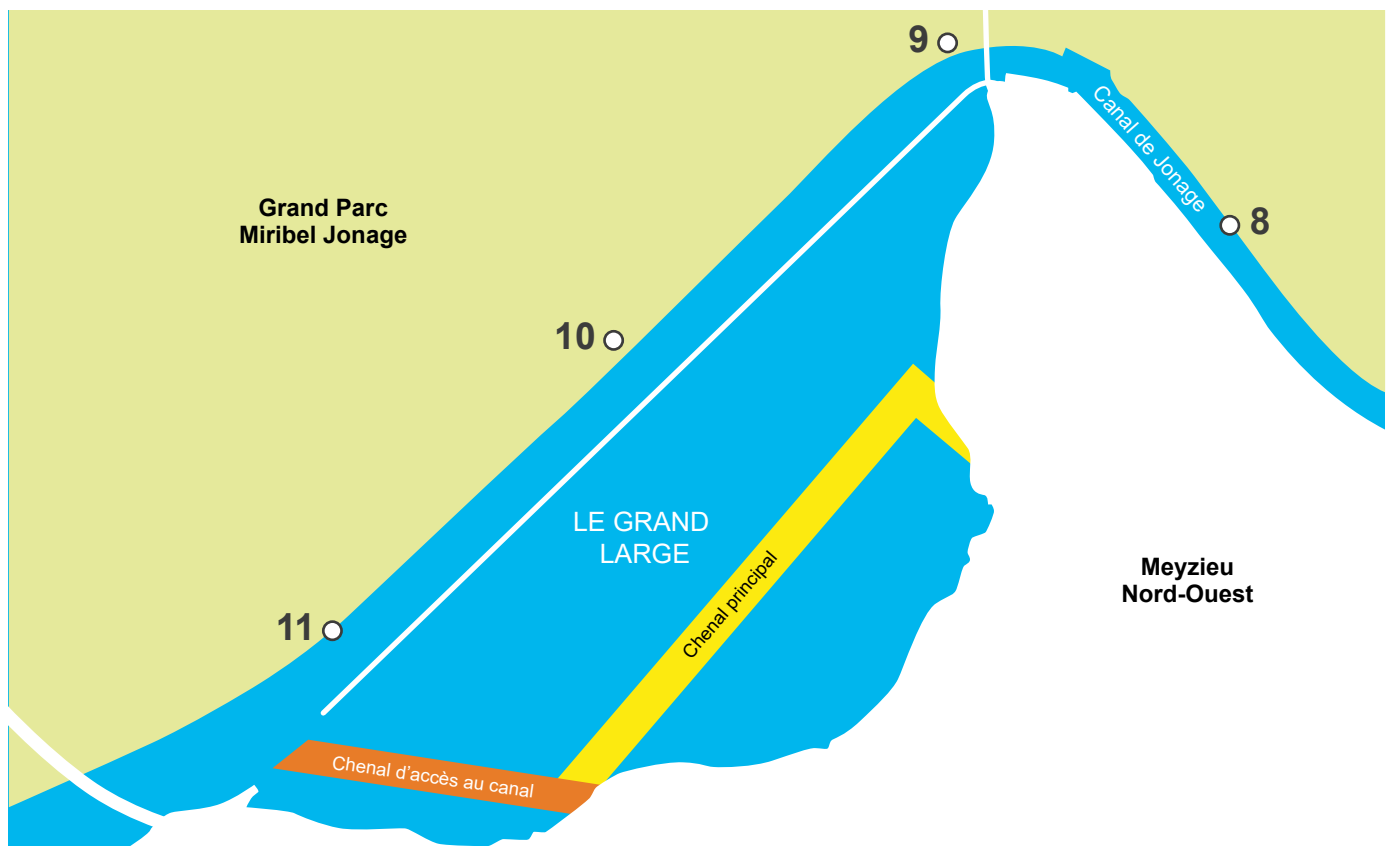 9
Canal de Jonage
8
Grand Parc
Miribel Jonage
10
LE GRAND
LARGE
Chenal principal
Meyzieu
Nord-Ouest
11
Chenal d'accès au canal